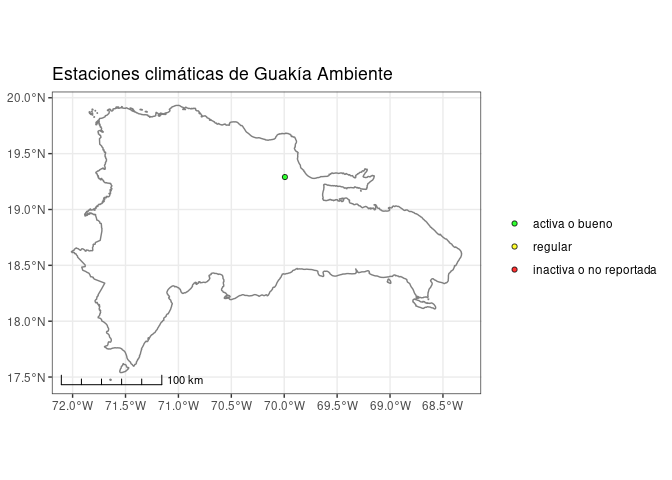 Estaciones climáticas de Guakía Ambiente
20.0°N
19.5°N
19.0°N
18.5°N
18.0°N
17.5°N
100 km
72.0°W 71.5°W 71.0°W 70.5°W 70.0°W 69.5°W 69.0°W 68.5°W
activa o bueno
regular
inactiva o no reportada